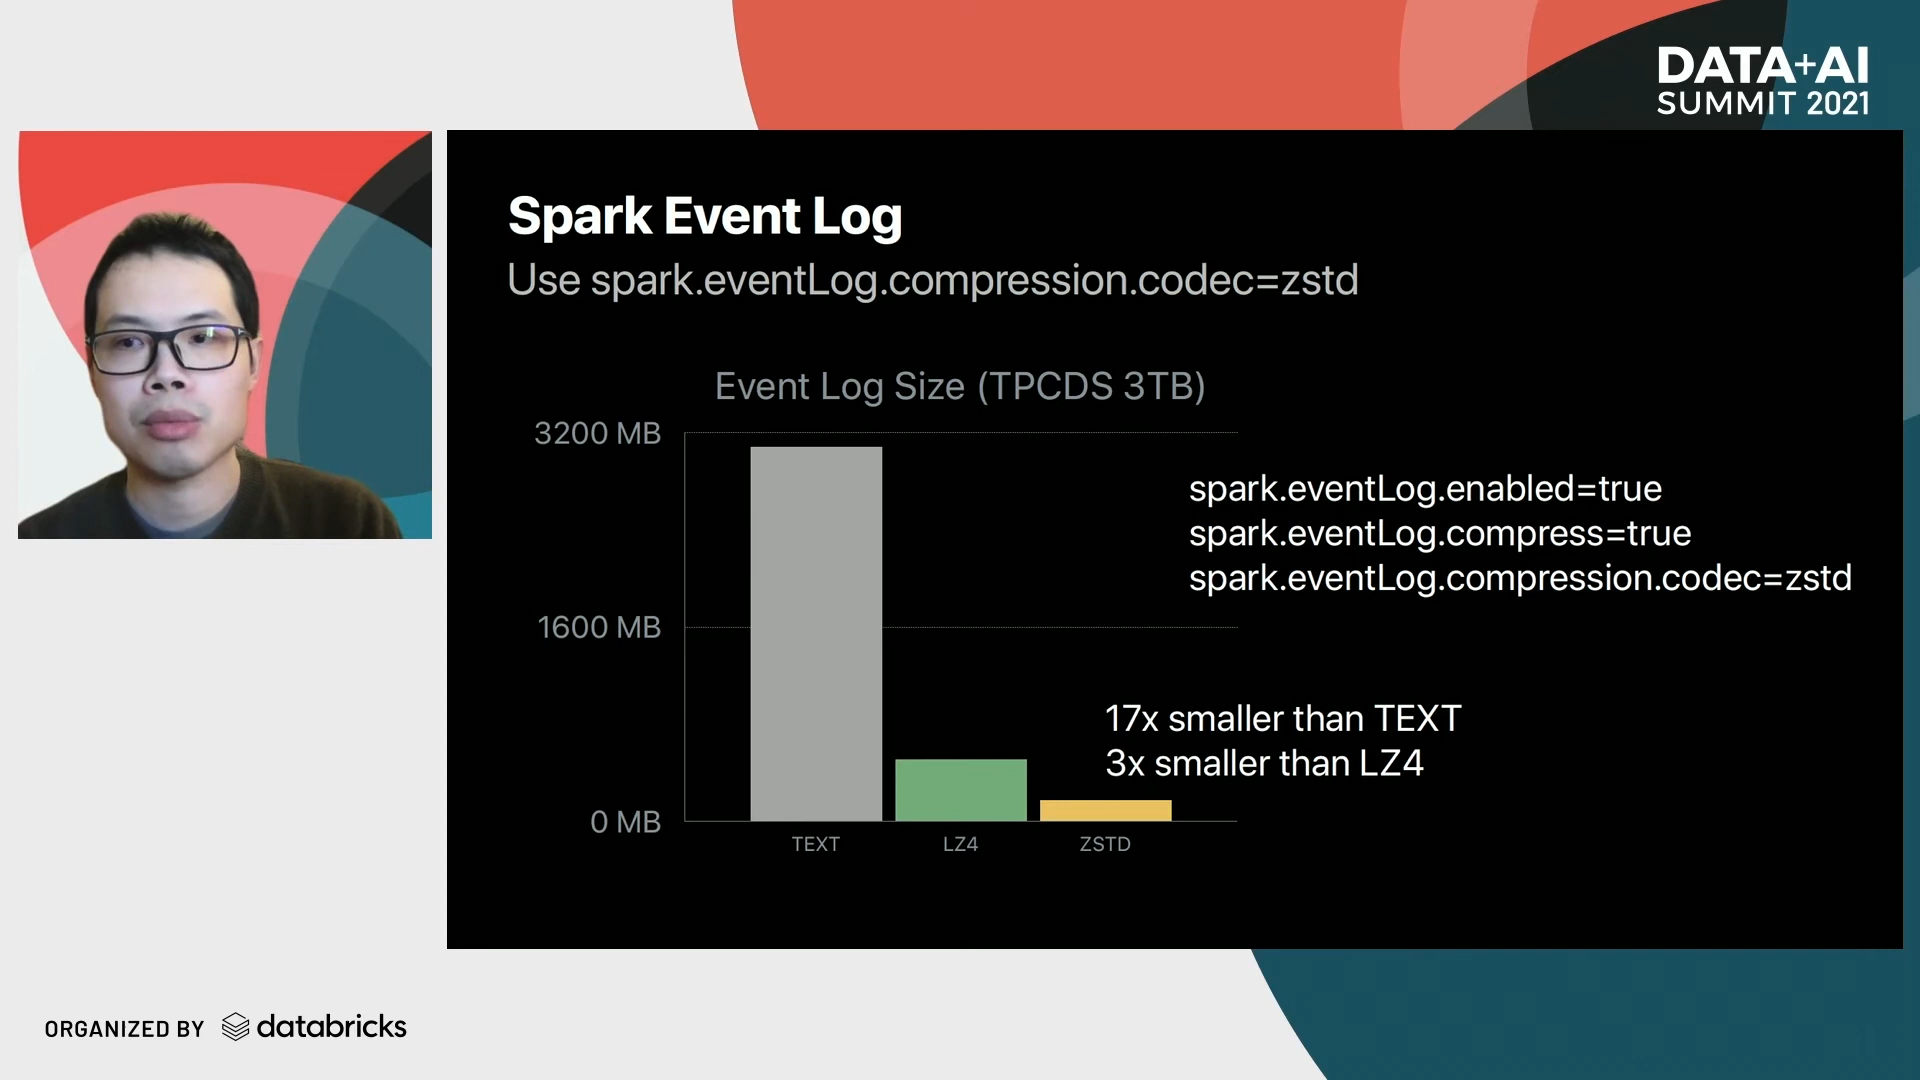 DATA+AI
SUMMIT 2021
Spark Event Log
Use spark.eventLog.compression.codec=zstd
Event Log Size (TPCDS 3TB)
3200 MB
1600 MB
0 MB
TEXT
LZ4
ZSTD
spark.eventLog.enabled=true
spark.eventLog.compress=true
spark.eventLog.compression.codec=zstd
17x smaller than TEXT
3x smaller than LZ4
ORGANIZED BY databricks